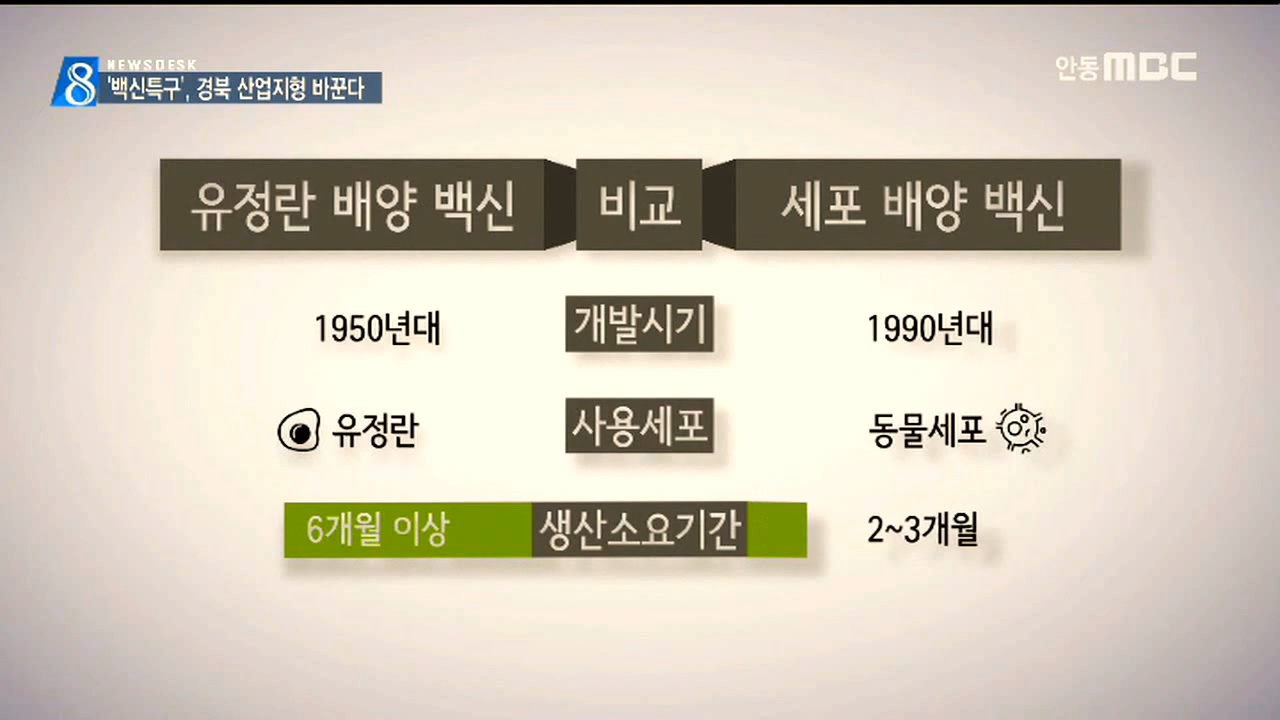 8 NEWSDESK
'백신특구', 경북 산업지형 바꾼다
안동MBC
유정란 배양 백신 비교 세포 배양 백신
1950년대 개발시기 1990년대
유정란 사용세포 동물세포
6개월 이상 생산소요기간 2~3개월